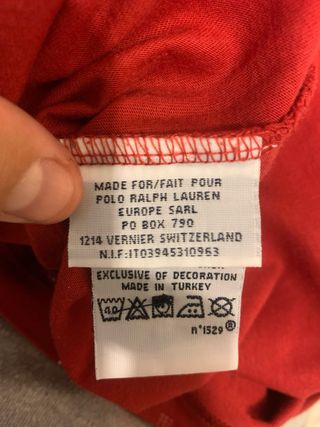 MADE FOR/FAIT POUR
POLO RALPH LAUREN
EUROPE SARL
PO BOX 790
1214 VERNIER SWITZERLAND
N.I.F:IT03945310963
EXCLUSIVE OF DECORATION
MADE IN TURKEY
40
n°1529®